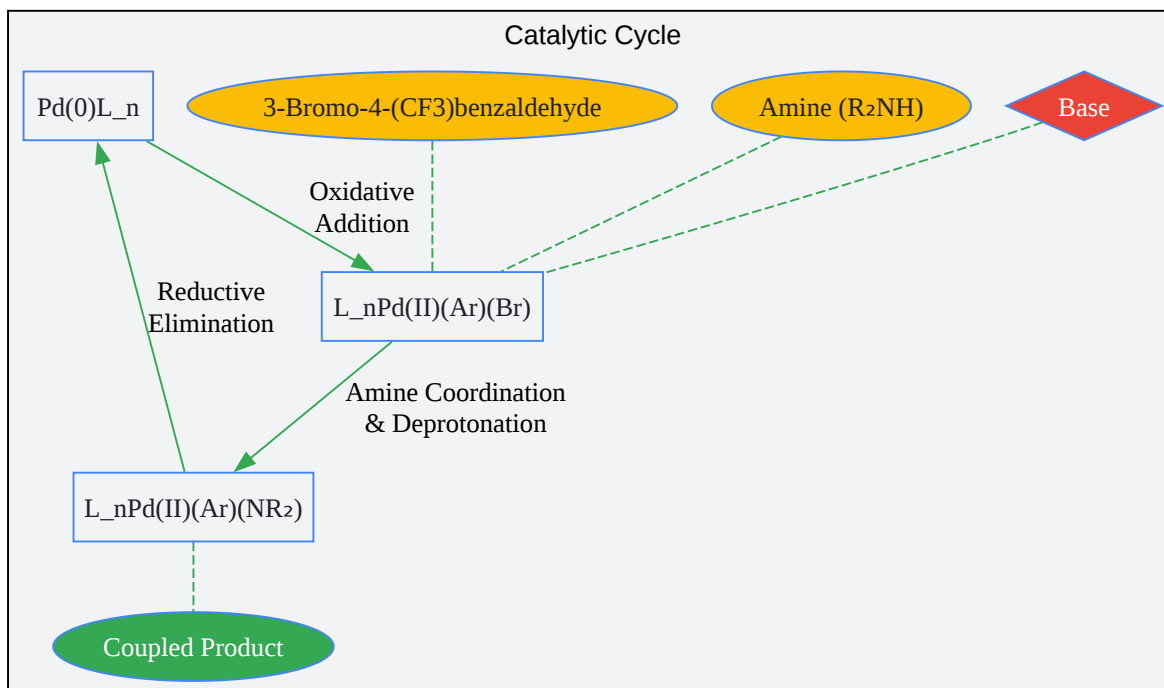 Catalytic Cycle
Pd(0)L_n
3-Bromo-4-(CF3)benzaldehyde
Amine (R₂NH)
Base
Oxidative
Addition
Reductive
Elimination
L_nPd(II)(Ar)(Br)
Amine Coordination
& Deprotonation
L_nPd(II)(Ar)(NR₂)
Coupled Product